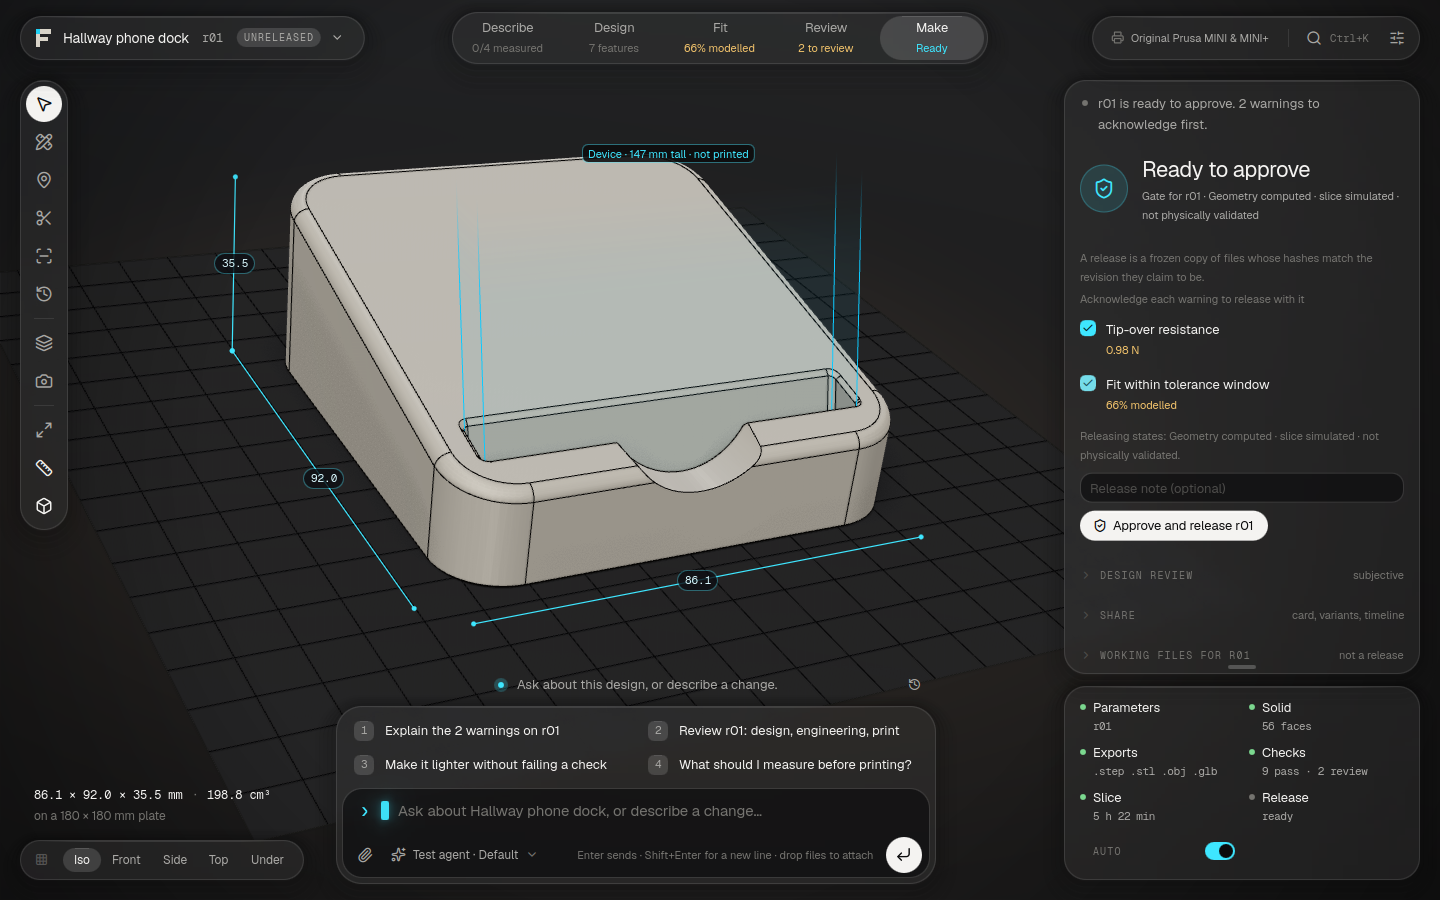 Hallway phone dock r01 UNRELEASED
Describe
0/4 measured
Design
7 features
Fit
66% modelled
Review
2 to review
Make
Ready
Original Prusa MINI & MINI+
Ctrl+K
Device · 147 mm tall · not printed
35.5
92.0
86.1
r01 is ready to approve. 2 warnings to
acknowledge first.
Ready to approve
Gate for r01 · Geometry computed · slice simulated ·
not physically validated
A release is a frozen copy of files whose hashes match the
revision they claim to be.
Acknowledge each warning to release with it
Tip-over resistance
0.98 N
Fit within tolerance window
66% modelled
Releasing states: Geometry computed · slice simulated · not
physically validated.
Release note (optional)
Approve and release r01
DESIGN REVIEW subjective
SHARE card, variants, timeline
WORKING FILES FOR R01 not a release
Parameters
r01
Solid
56 faces
Exports
.step .stl .obj .glb
Checks
9 pass · 2 review
Slice
5 h 22 min
Release
ready
AUTO
Ask about this design, or describe a change.
1 Explain the 2 warnings on r01
2 Review r01: design, engineering, print
3 Make it lighter without failing a check
4 What should I measure before printing?
Ask about Hallway phone dock, or describe a change...
Test agent · Default
Enter sends · Shift+Enter for a new line · drop files to attach
86.1 × 92.0 × 35.5 mm · 198.8 cm³
on a 180 × 180 mm plate
Iso Front Side Top Under